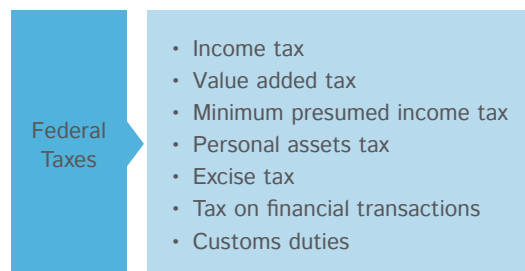 Federal
Taxes
• Income tax
• Value added tax
• Minimum presumed income tax
• Personal assets tax
• Excise tax
• Tax on financial transactions
• Customs duties